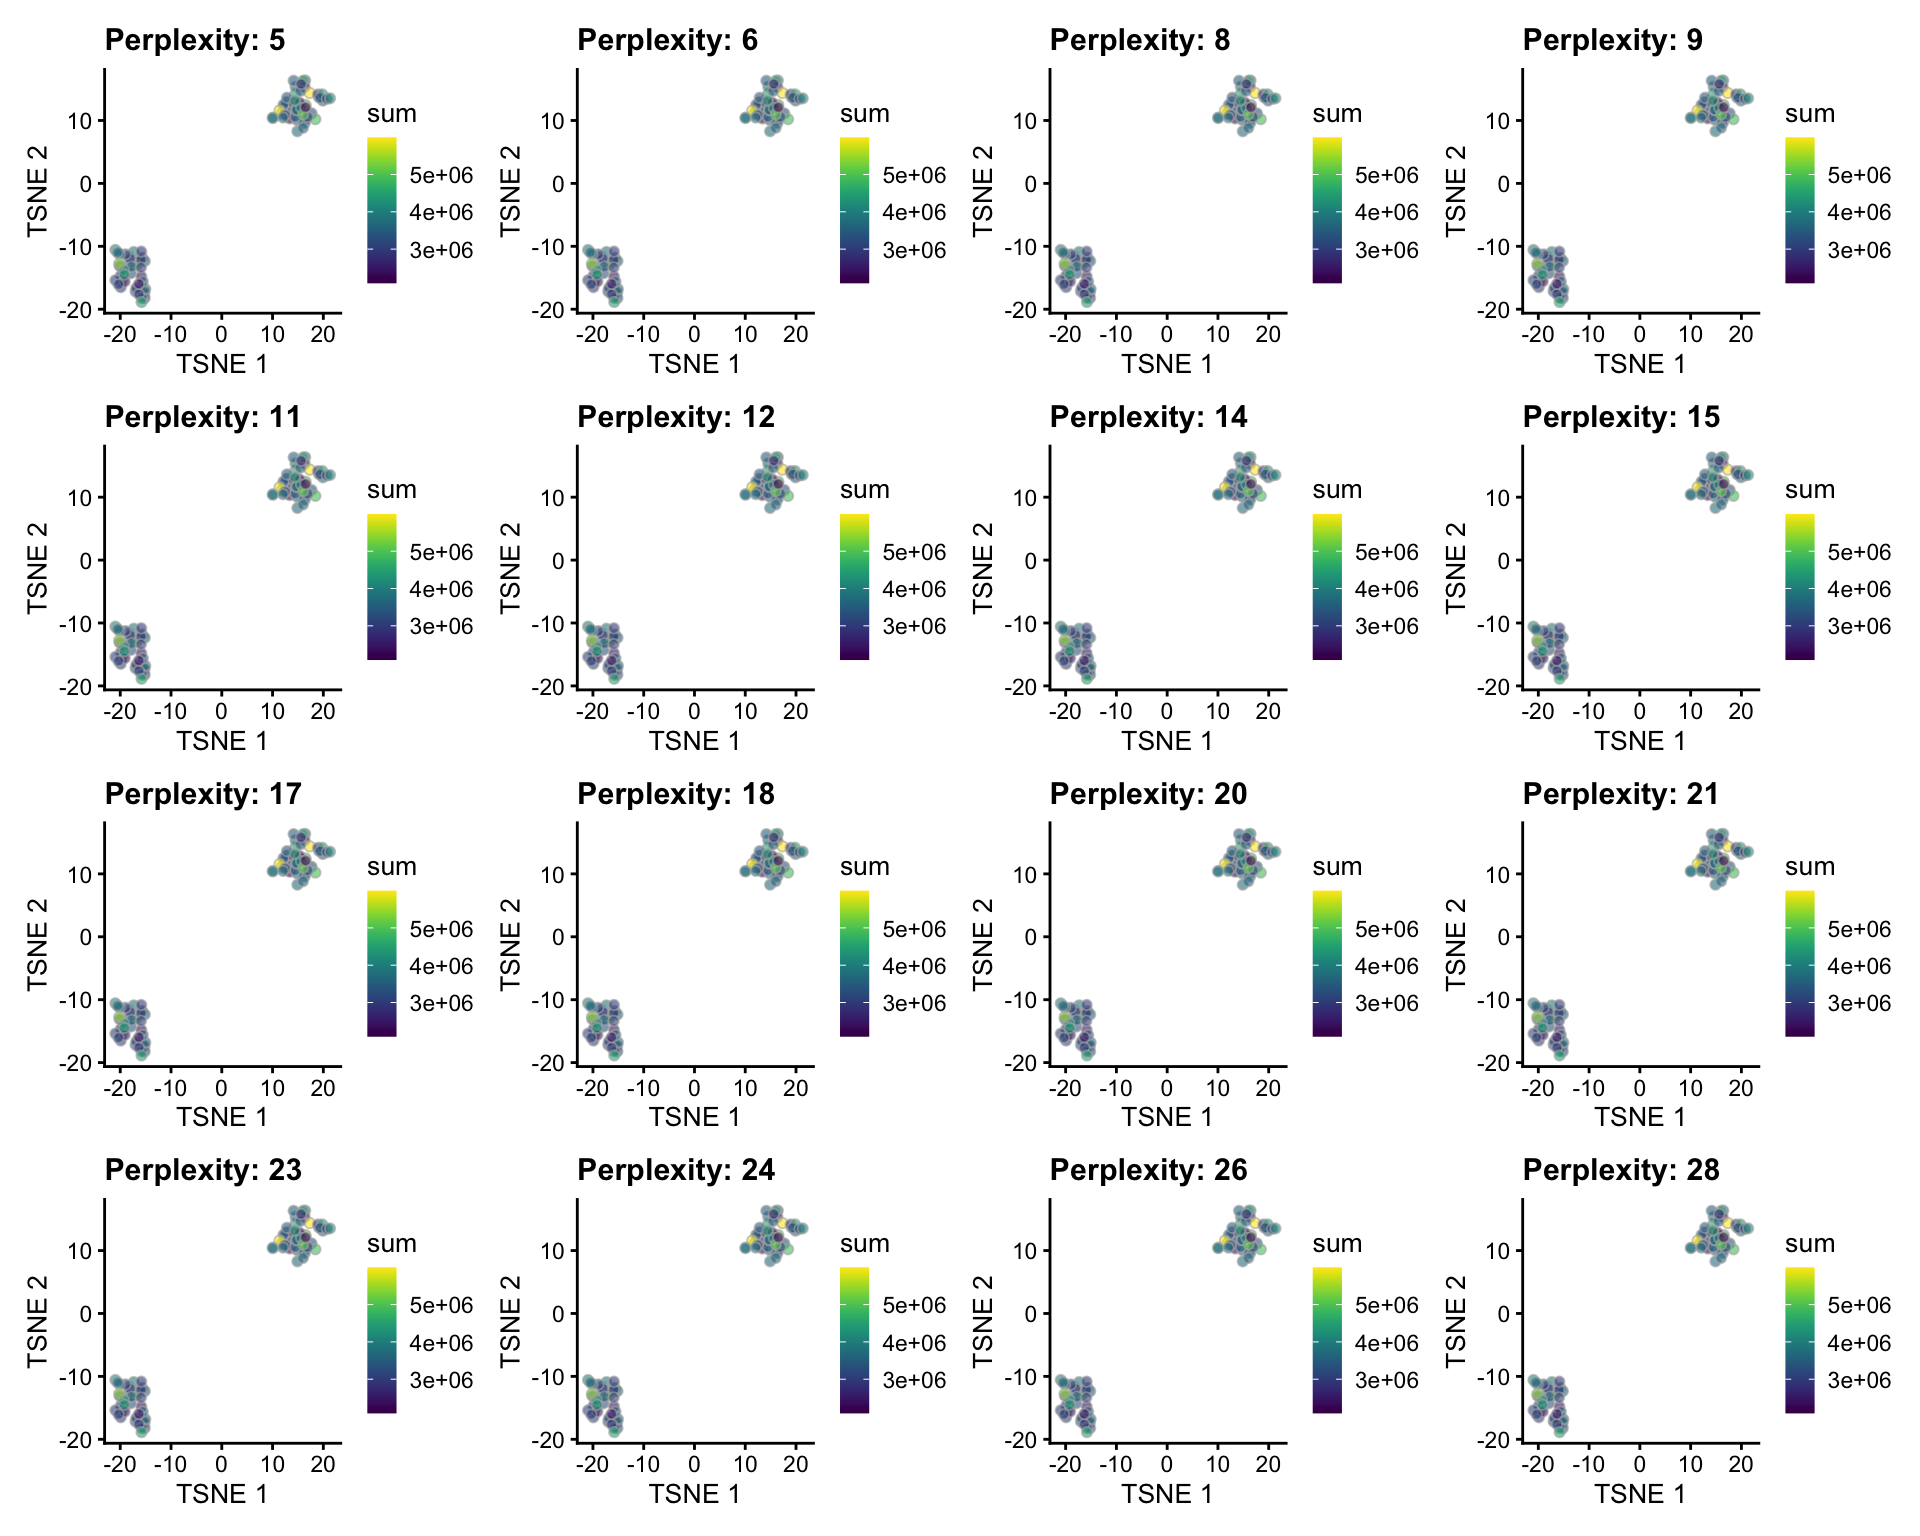 Perplexity: 5
sum
TSNE 2
10
0
-10
-20
5e+06
4e+06
3e+06
-20 -10 0 10 20
TSNE 1
Perplexity: 6
sum
TSNE 2
10
0
-10
-20
5e+06
4e+06
3e+06
-20 -10 0 10 20
TSNE 1
Perplexity: 8
sum
TSNE 2
10
0
-10
-20
5e+06
4e+06
3e+06
-20 -10 0 10 20
TSNE 1
Perplexity: 9
sum
TSNE 2
10
0
-10
-20
5e+06
4e+06
3e+06
-20 -10 0 10 20
TSNE 1
Perplexity: 11
sum
TSNE 2
10
0
-10
-20
5e+06
4e+06
3e+06
-20 -10 0 10 20
TSNE 1
Perplexity: 12
sum
TSNE 2
10
0
-10
-20
5e+06
4e+06
3e+06
-20 -10 0 10 20
TSNE 1
Perplexity: 14
sum
TSNE 2
10
0
-10
-20
5e+06
4e+06
3e+06
-20 -10 0 10 20
TSNE 1
Perplexity: 15
sum
TSNE 2
10
0
-10
-20
5e+06
4e+06
3e+06
-20 -10 0 10 20
TSNE 1
Perplexity: 17
sum
TSNE 2
10
0
-10
-20
5e+06
4e+06
3e+06
-20 -10 0 10 20
TSNE 1
Perplexity: 18
sum
TSNE 2
10
0
-10
-20
5e+06
4e+06
3e+06
-20 -10 0 10 20
TSNE 1
Perplexity: 20
sum
TSNE 2
10
0
-10
-20
5e+06
4e+06
3e+06
-20 -10 0 10 20
TSNE 1
Perplexity: 21
sum
TSNE 2
10
0
-10
-20
5e+06
4e+06
3e+06
-20 -10 0 10 20
TSNE 1
Perplexity: 23
sum
TSNE 2
10
0
-10
-20
5e+06
4e+06
3e+06
-20 -10 0 10 20
TSNE 1
Perplexity: 24
sum
TSNE 2
10
0
-10
-20
5e+06
4e+06
3e+06
-20 -10 0 10 20
TSNE 1
Perplexity: 26
sum
TSNE 2
10
0
-10
-20
5e+06
4e+06
3e+06
-20 -10 0 10 20
TSNE 1
Perplexity: 28
sum
TSNE 2
10
0
-10
-20
5e+06
4e+06
3e+06
-20 -10 0 10 20
TSNE 1